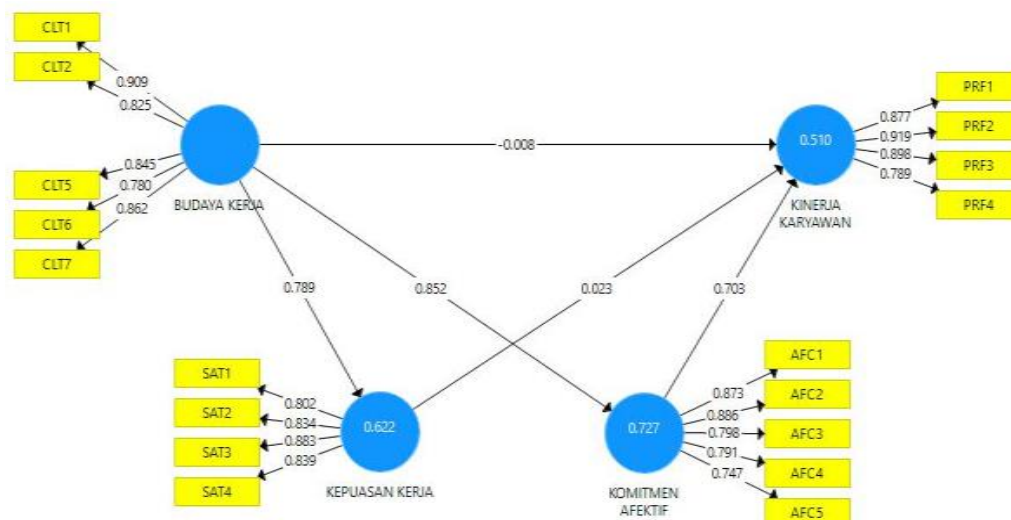 CLT1
CLT2
0.909
0.825
CLT5
CLT6
CLT7
0.845
0.780
0.862
BUDAYA KERJA
-0.008
0.510
KINERJA
KARYAWAN
0.877
0.919
0.898
0.789
PRF1
PRF2
PRF3
PRF4
0.789
0.852
0.023
0.703
SAT1
SAT2
SAT3
SAT4
0.802
0.834
0.883
0.839
0.622
KEPUASAN KERJA
0.727
KOMITMEN
AFEKTIF
0.873
0.886
0.798
0.791
0.747
AFC1
AFC2
AFC3
AFC4
AFC5